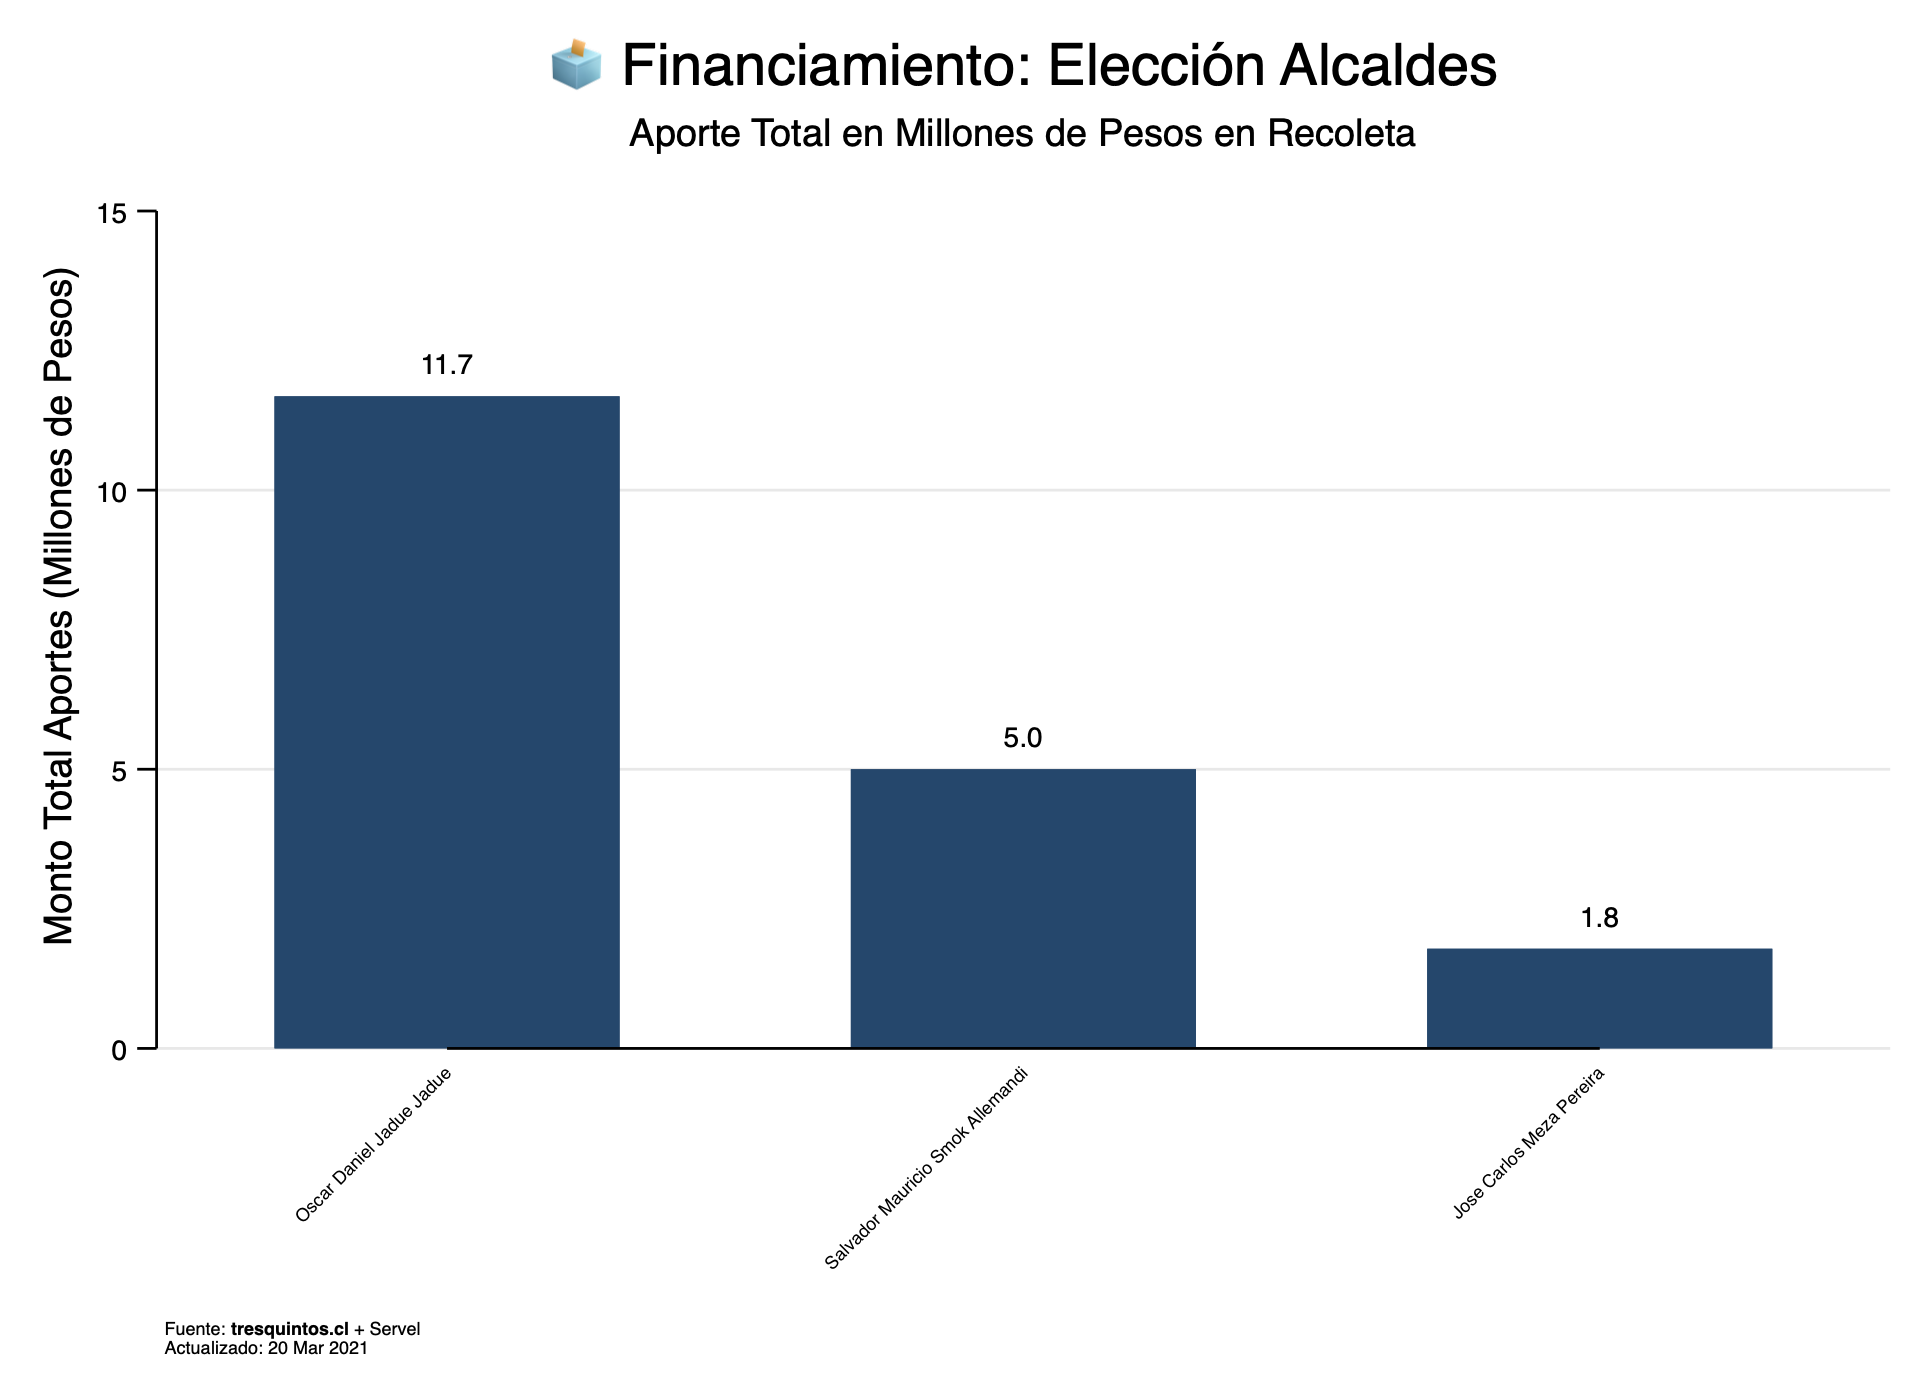 Financiamiento: Elección Alcaldes
Aporte Total en Millones de Pesos en Recoleta
Monto Total Aportes (Millones de Pesos)
15
10
5
0
11.7
5.0
1.8
Oscar Daniel Jadue Jadue
Salvador Mauricio Smok Allemandi
Jose Carlos Meza Pereira
Fuente: tresquintos.cl + Servel
Actualizado: 20 Mar 2021